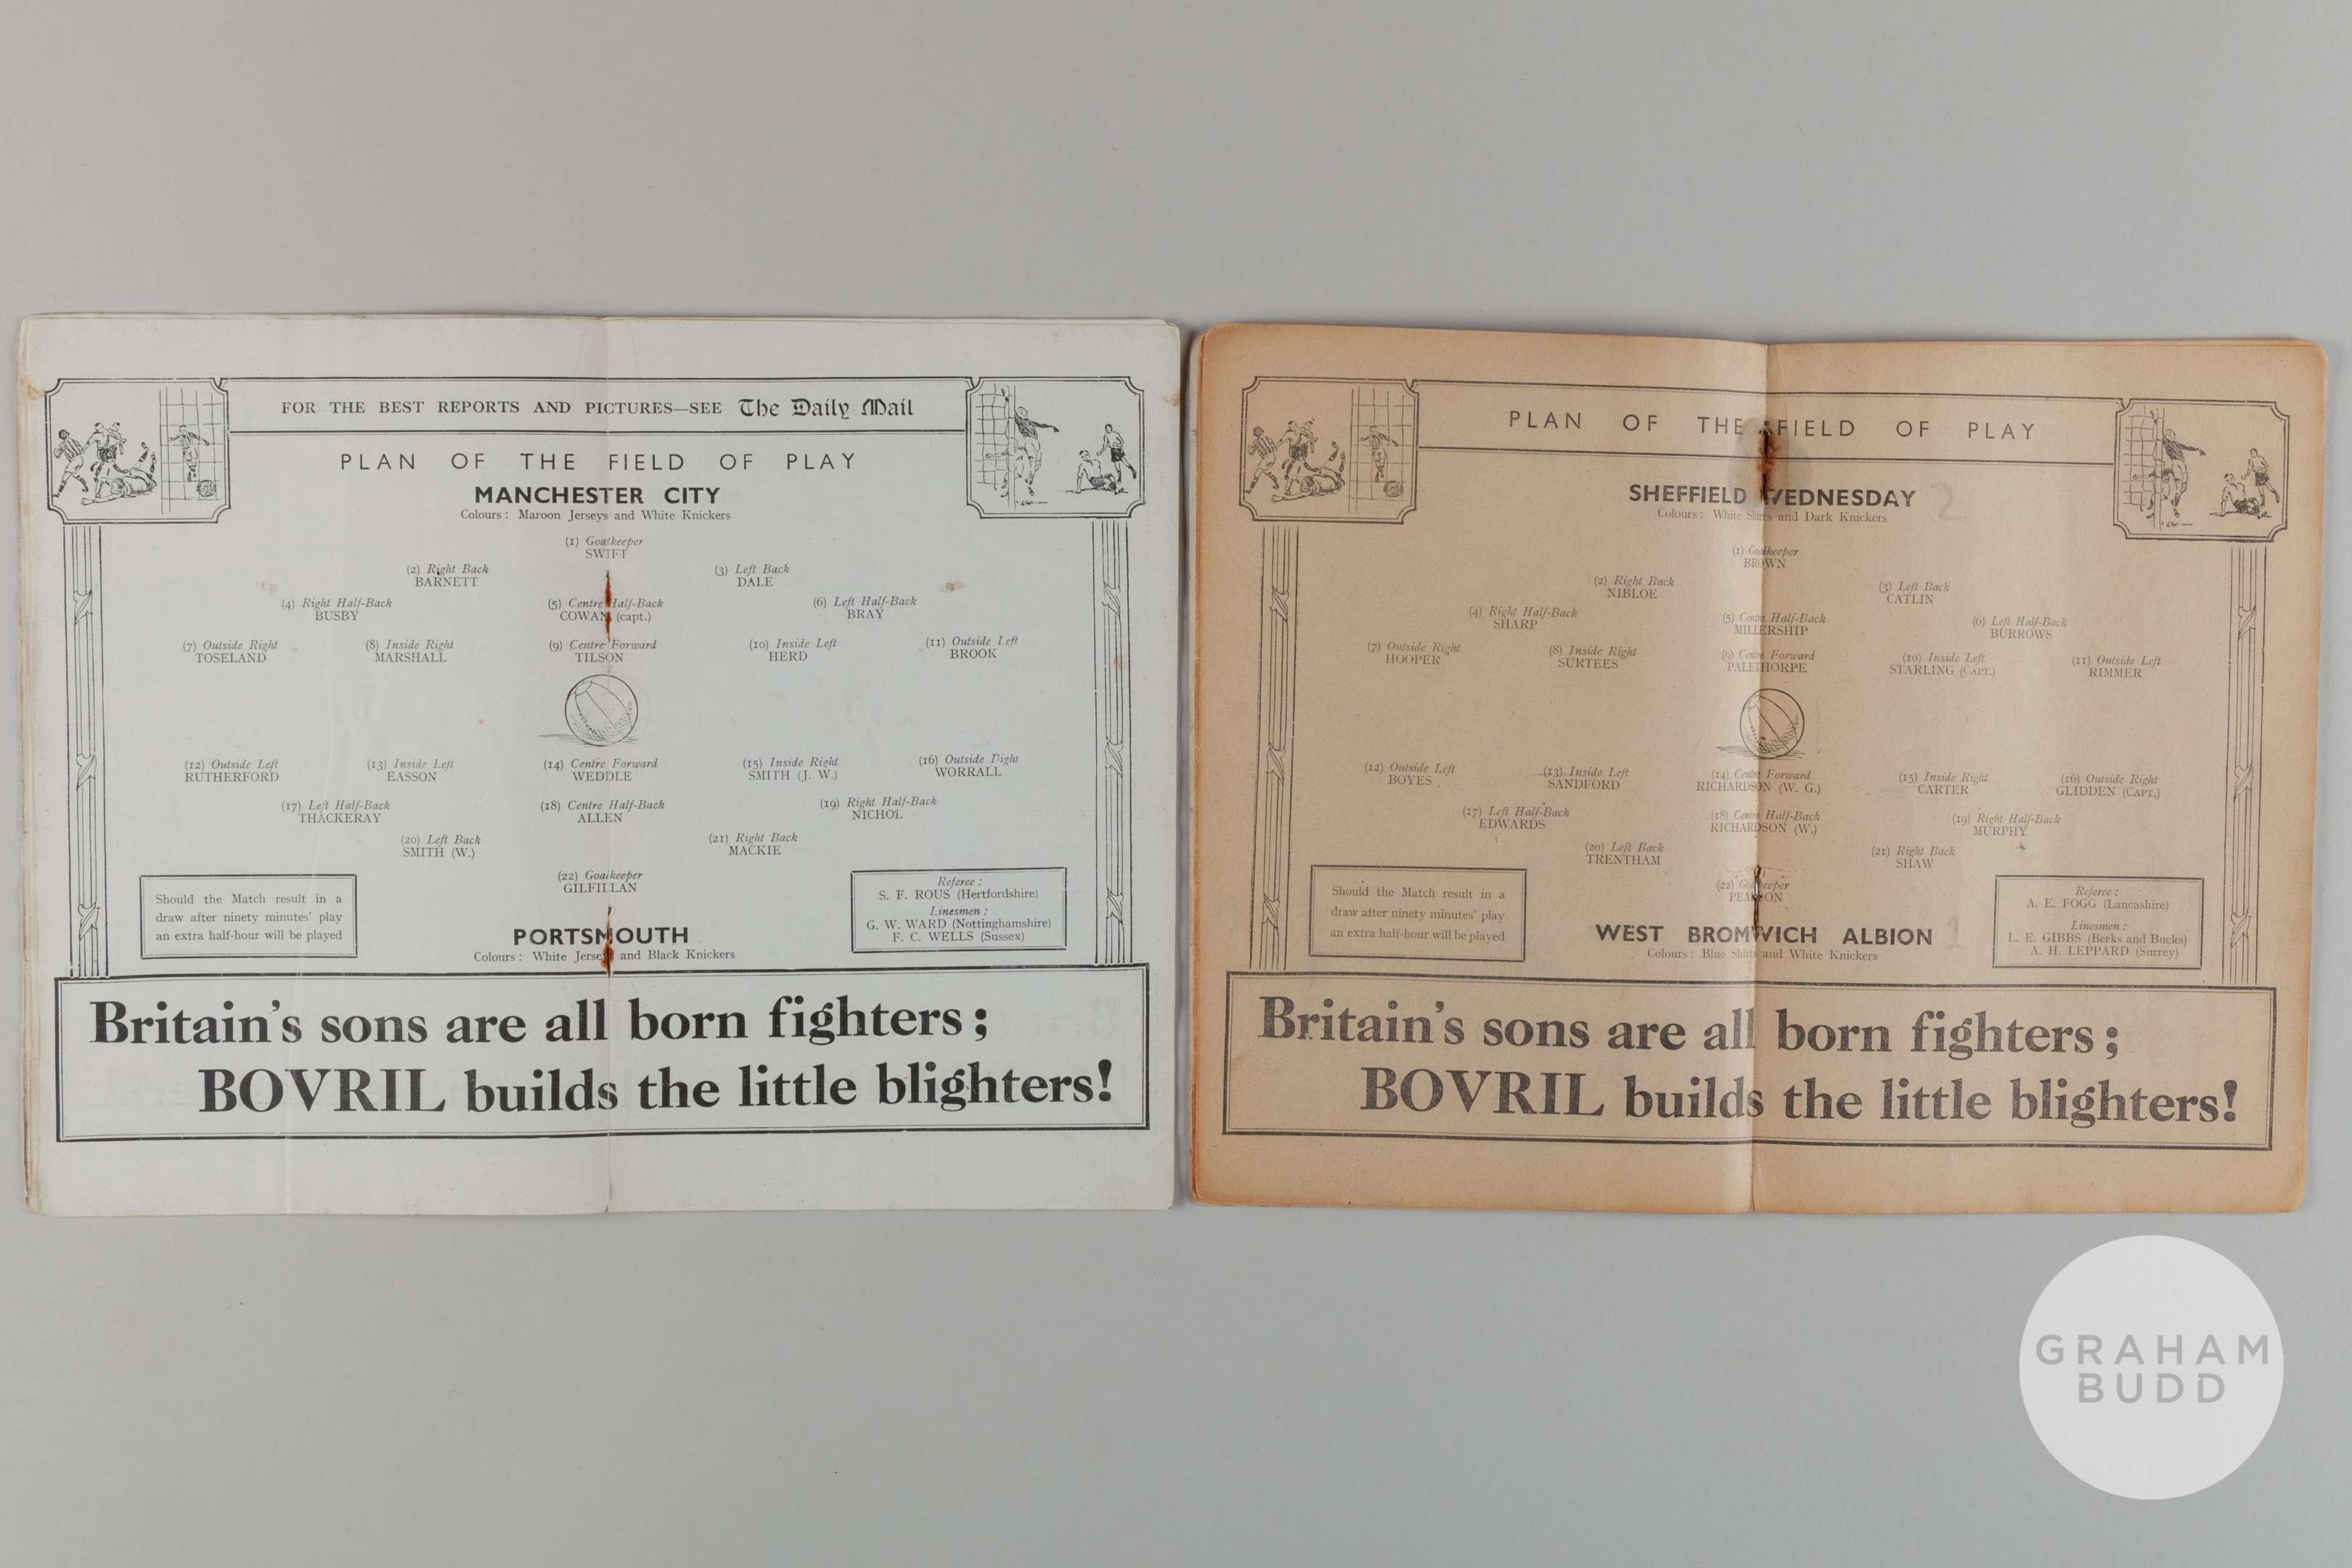 FOR THE BEST REPORTS AND PICTURES—SEE The Daily Mail
PLAN OF THE FIELD OF PLAY
MANCHESTER CITY
Colours: Maroon Jerseys and White Knickers
(1) Goalkeeper
SWIFT
(2) Right Back
BARNETT
(3) Left Back
DALE
(4) Right Half-Back
BUSBY
(5) Centre Half-Back
COWAN (capt.)
(6) Left Half-Back
BRAY
(7) Outside Right
TOSELAND
(8) Inside Right
MARSHALL
(9) Centre Forward
TILSON
(10) Inside Left
HERD
(11) Outside Left
BROOK
(12) Outside Left
RUTHERFORD
(13) Inside Left
EASSON
(14) Centre Forward
WEDDLE
(15) Inside Right
SMITH (J. W.)
(16) Outside Right
WORRALL
(17) Left Half-Back
THACKERAY
(18) Centre Half-Back
ALLEN
(19) Right Half-Back
NICHOL
(20) Left Back
SMITH (W.)
(21) Right Back
MACKIE
(22) Goalkeeper
GILFILLAN
Should the Match result in a
draw after ninety minutes' play
an extra half-hour will be played
Referee:
S. F. ROUS (Hertfordshire)
Linesmen:
G. W. WARD (Nottinghamshire)
F. C. WELLS (Sussex)
PORTSMOUTH
Colours: White Jerseys and Black Knickers
Britain's sons are all born fighters;
BOVRIL builds the little blighters!
PLAN OF THE FIELD OF PLAY
SHEFFIELD WEDNESDAY 2
Colours: White Shirts and Dark Knickers
(1) Goalkeeper
BROWN
(2) Right Back
NIBLOE
(3) Left Back
CATLIN
(4) Right Half-Back
SHARP
(5) Centre Half-Back
MILLERSHIP
(6) Left Half-Back
BURROWS
(7) Outside Right
HOOPER
(8) Inside Right
SURTEES
(9) Centre Forward
PALETHORPE
(10) Inside Left
STARLING (CAPT.)
(11) Outside Left
RIMMER
(12) Outside Left
BOYES
(13) Inside Left
SANDFORD
(14) Centre Forward
RICHARDSON (W. G.)
(15) Inside Right
CARTER
(16) Outside Right
GLIDDEN (CAPT.)
(17) Left Half-Back
EDWARDS
(18) Centre Half-Back
RICHARDSON (W.)
(19) Right Half-Back
MURPHY
(20) Left Back
TRENTHAM
(21) Right Back
SHAW
(22) Goalkeeper
PEARSON
Should the Match result in a
draw after ninety minutes' play
an extra half-hour will be played
Referee:
A. E. FOGG (Lancashire)
Linesmen:
L. E. GIBBS (Berks and Bucks)
A. H. LEPPARD (Surrey)
WEST BROMWICH ALBION 1
Colours: Blue Shirts and White Knickers
Britain's sons are all born fighters;
BOVRIL builds the little blighters!
GRAHAM
BUDD